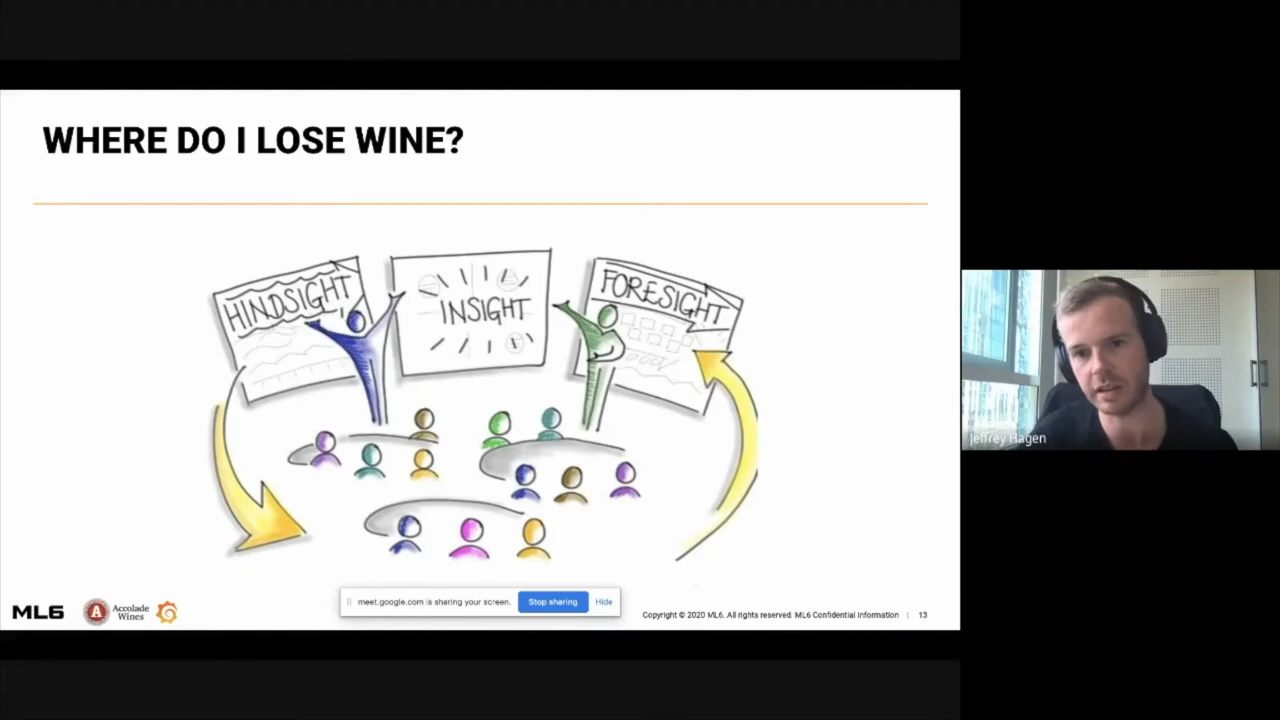 WHERE DO I LOSE WINE?
HINDSIGHT
INSIGHT
FORESIGHT
Jeffrey Hagen
meet.google.com is sharing your screen.
Stop sharing
Hide
ML6
A
Accolade
Wines
Copyright © 2020 ML6. All rights reserved. ML6 Confidential Information | 13